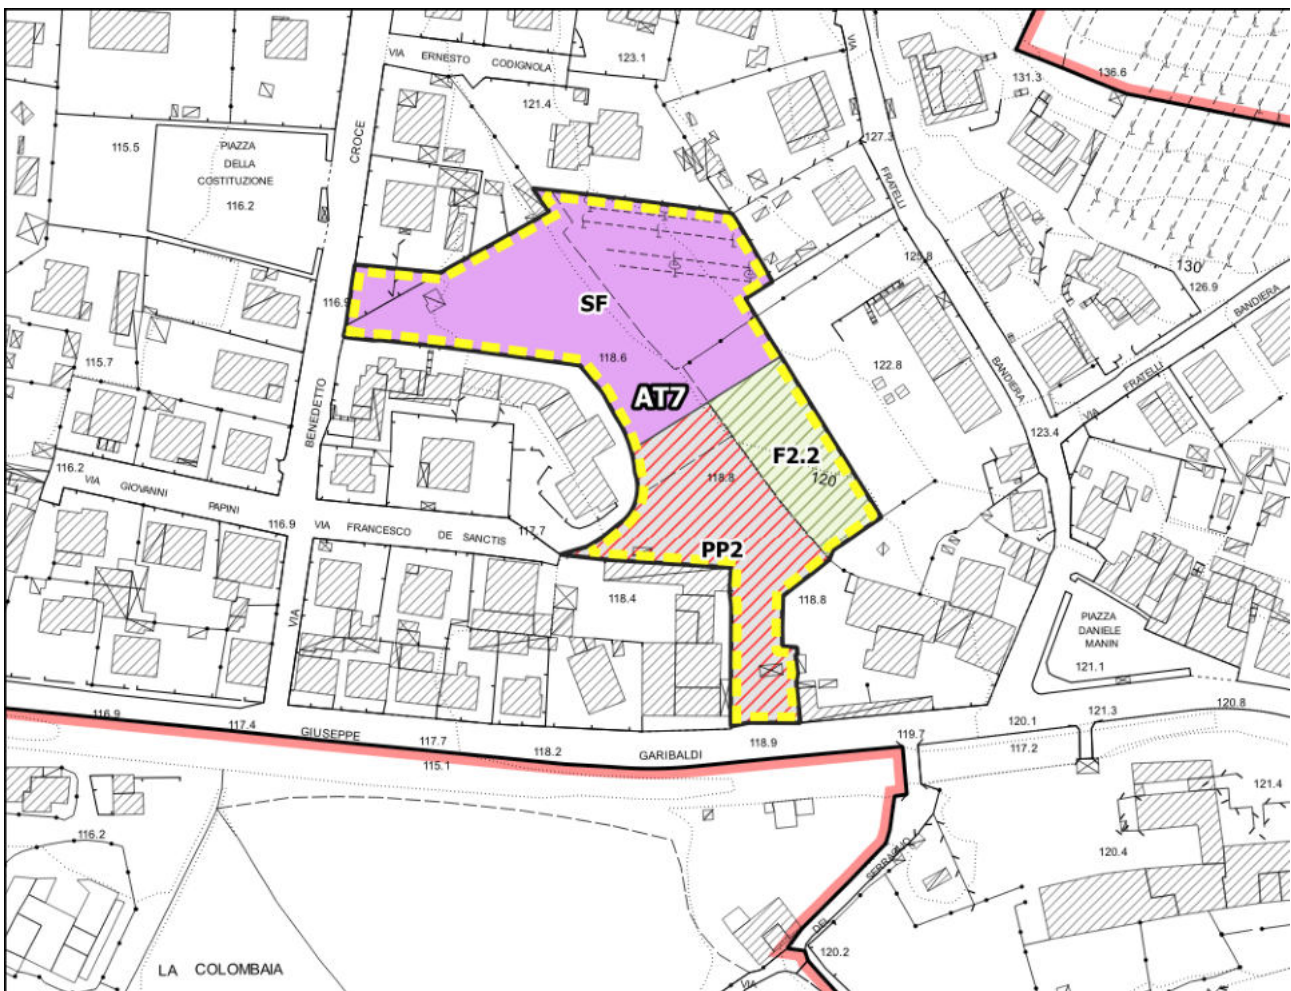 VIA ERNESTO CODIGNOLA
123.1
VIA
136.6
131.3
121.4
127.3
115.5
PIAZZA
DELLA
COSTITUZIONE
116.2
CROCE
FRATELLI
125.8
130
126.9
116.9
SF
BANDIERA
115.7
118.6
122.8
BENEDETTO
AT7
BANDIERA
FRATELLI
VIA
123.4
F2.2
116.2
118.8
120
VIA GIOVANNI
PAPINI
116.9
VIA FRANCESCO DE SANCTIS
117.7
PP2
118.4
118.8
VIA
PIAZZA
DANIELE
MANIN
121.1
116.9
117.4
GIUSEPPE
117.7
115.1
118.2
GARIBALDI
118.9
119.7
120.1
117.2
121.3
120.8
121.4
116.2
120.4
SERRAGLIO
DEL
120.2
VIA
LA COLOMBAIA